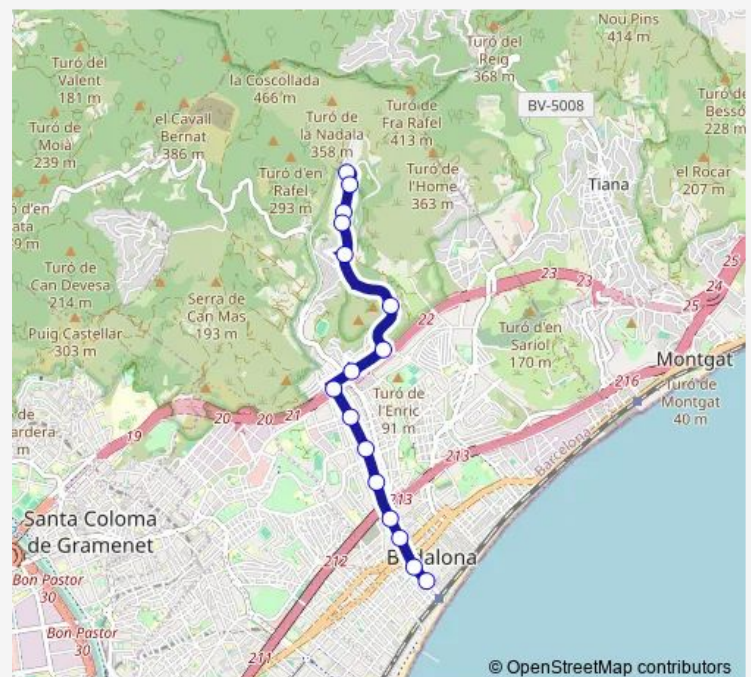 Nou Pins
414 m
Turó del
Reig
368 m
Turó del
Valent
181 m
la Coscollada
466 m
BV-5008
Turó de
Moià
239 m
el Cavall
Bernat
386 m
Turó de
la Nadala
358 m
Turó de
Fra Rafel
413 m
228 m
Turó d'en
Rafel
293 m
Turó de
l'Home
363 m
Tiana
el Rocar
207 m
Turó de
Can Devesa
214 m
Serra de
Can Mas
193 m
Puig Castellar
303 m
25
24
23
23
25
22
Turó d'en
Sariol
170 m
Montgat
216
Turó de
Montgat
40 m
Turó de
l'Enric
91 m
19
20
20
21
213
Barcelona
213
Santa Coloma
de Gramenet
212
Bon Pastor
30
Bon Pastor
30
211
© OpenStreetMap contributors